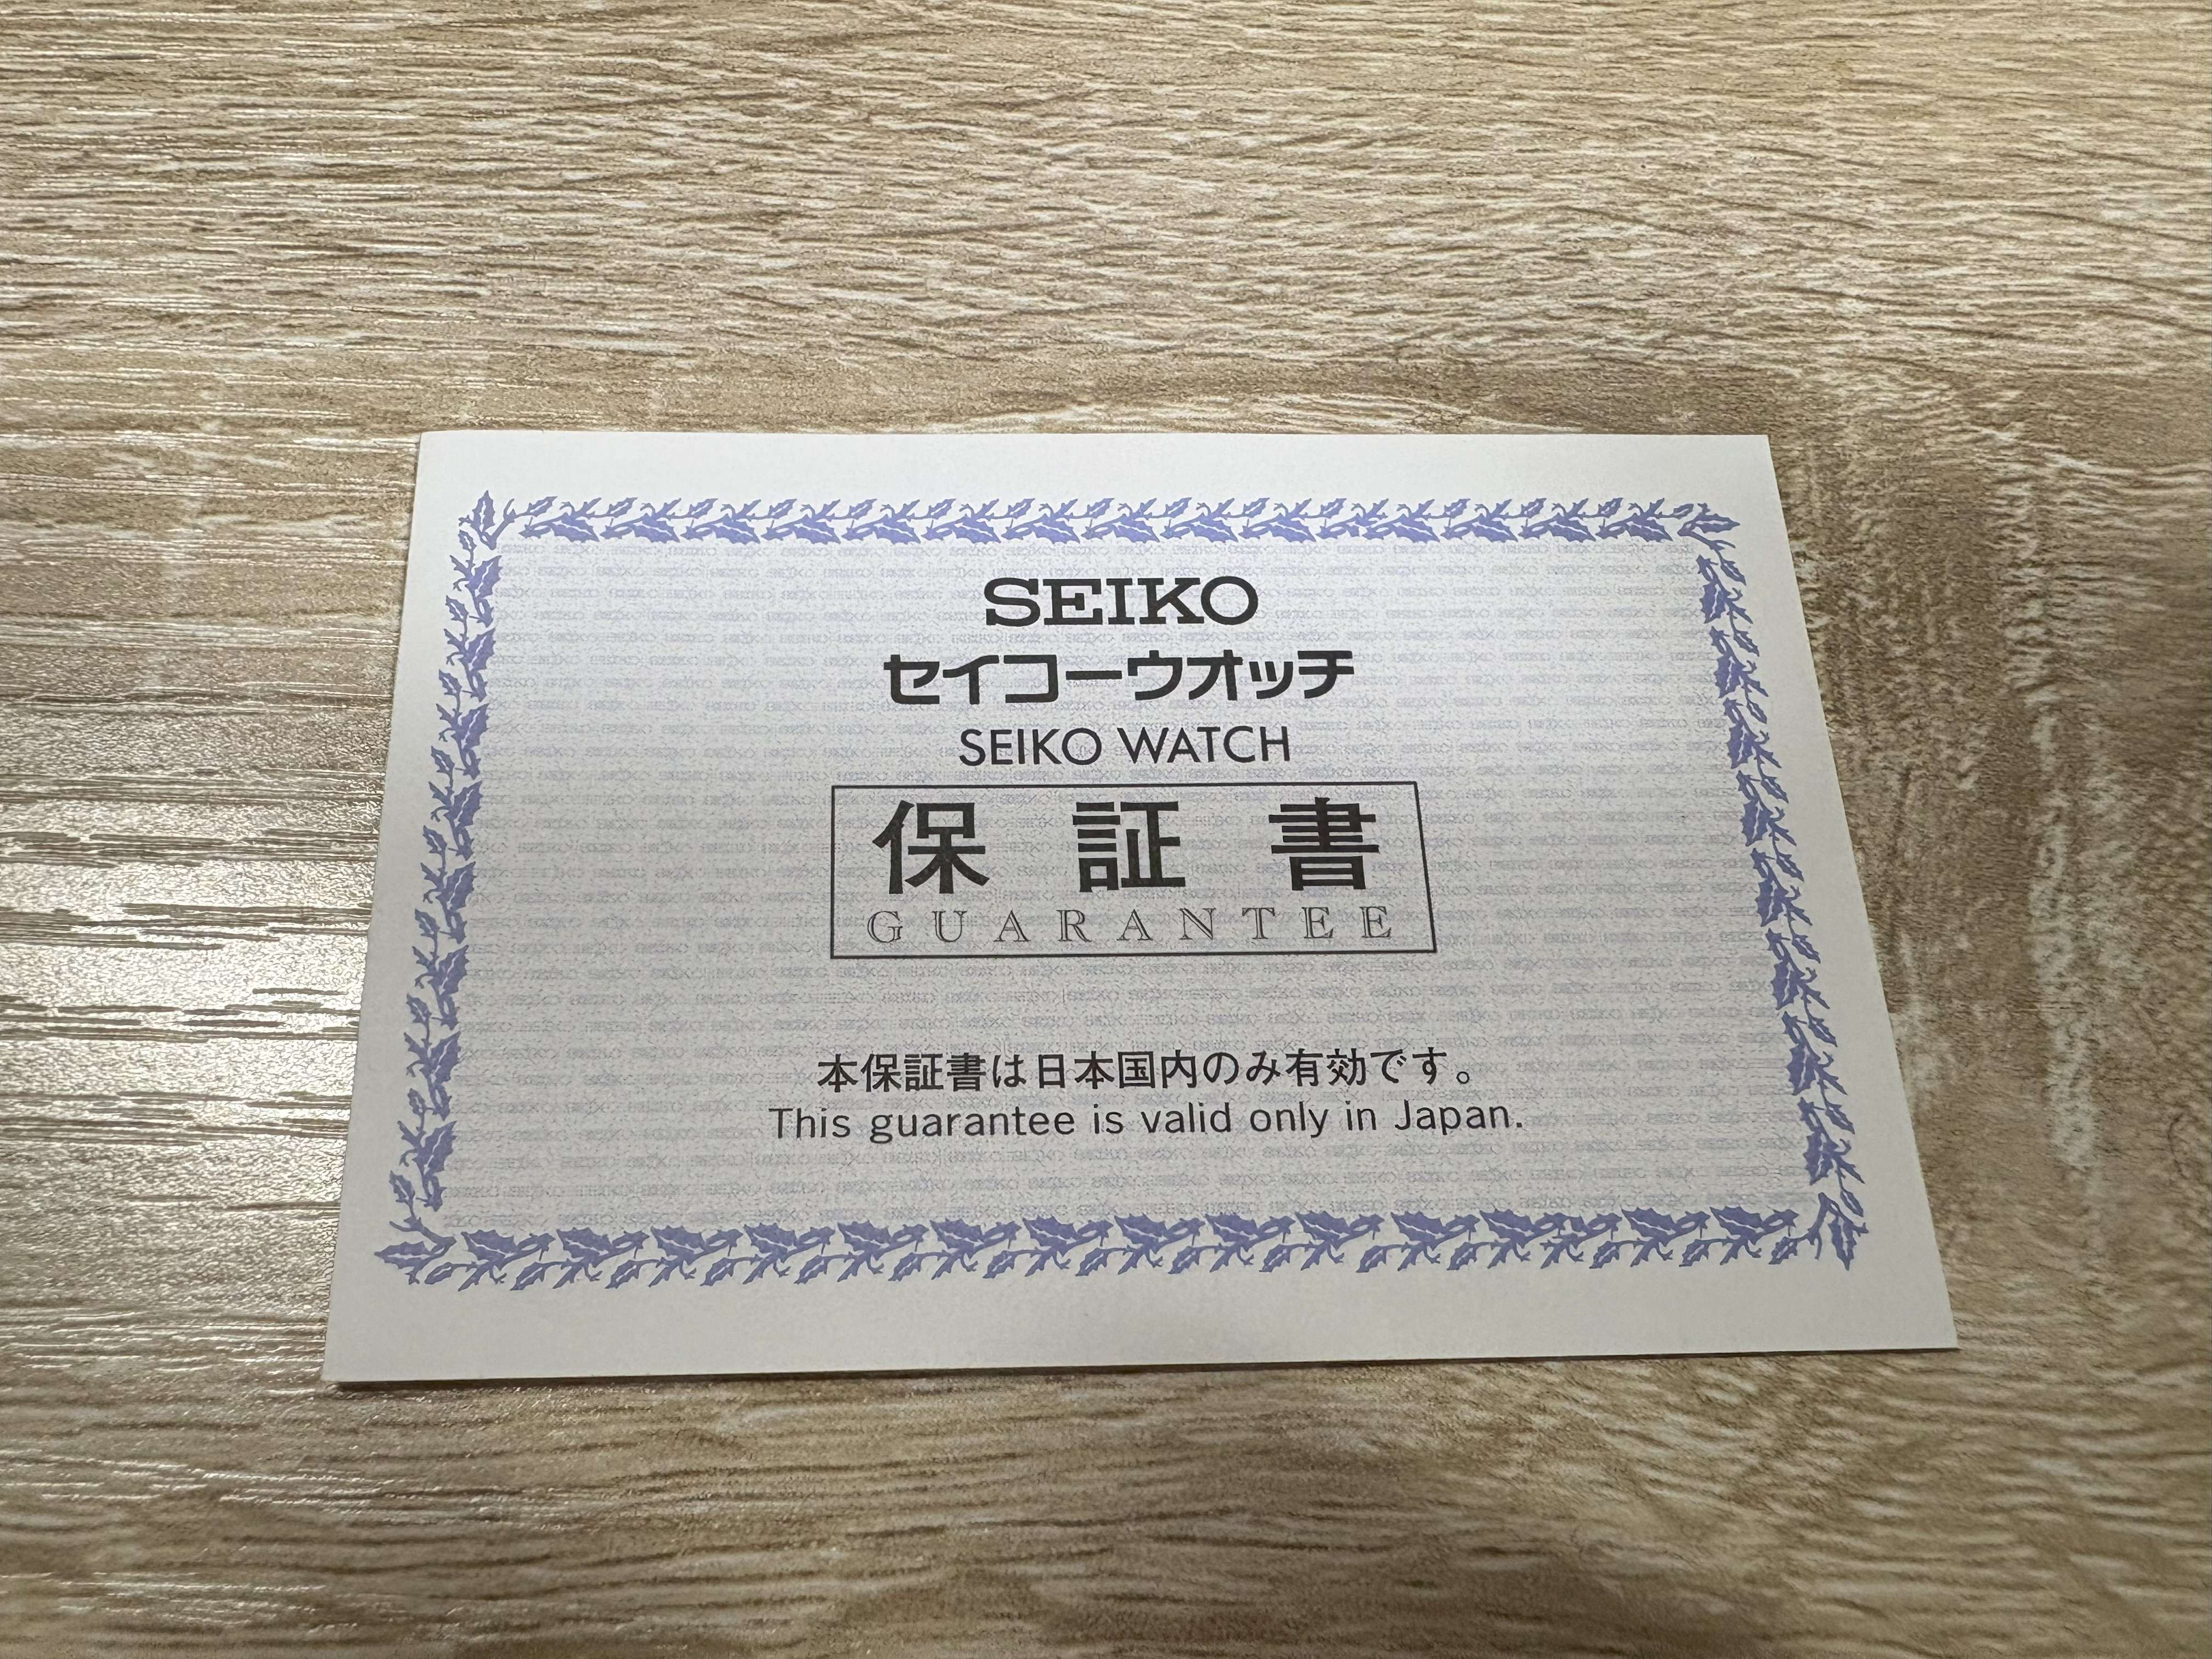 SEIKO
セイコーウオッチ
SEIKO WATCH
保証書
GUARANTEE
本保証書は日本国内のみ有効です。
This guarantee is valid only in Japan.